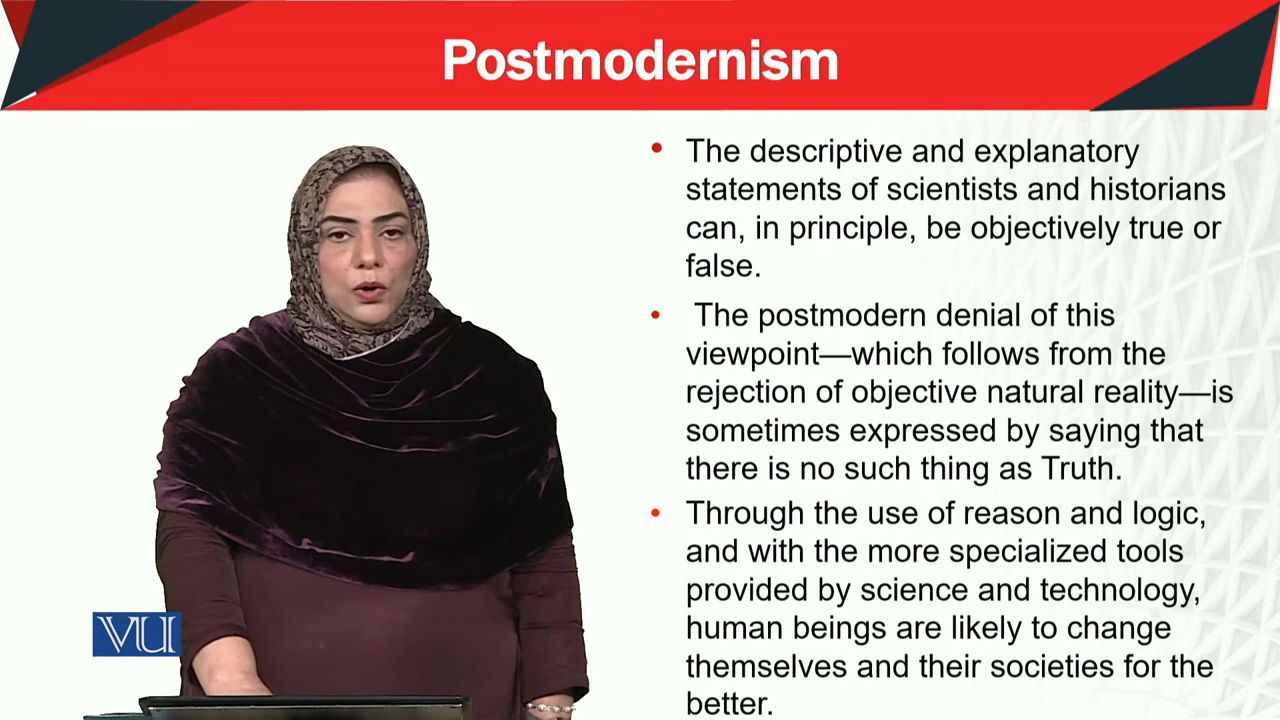 Postmodernism
• The descriptive and explanatory
statements of scientists and historians
can, in principle, be objectively true or
false.
• The postmodern denial of this
viewpoint—which follows from the
rejection of objective natural reality—is
sometimes expressed by saying that
there is no such thing as Truth.
• Through the use of reason and logic,
and with the more specialized tools
provided by science and technology,
human beings are likely to change
themselves and their societies for the
better.
VU